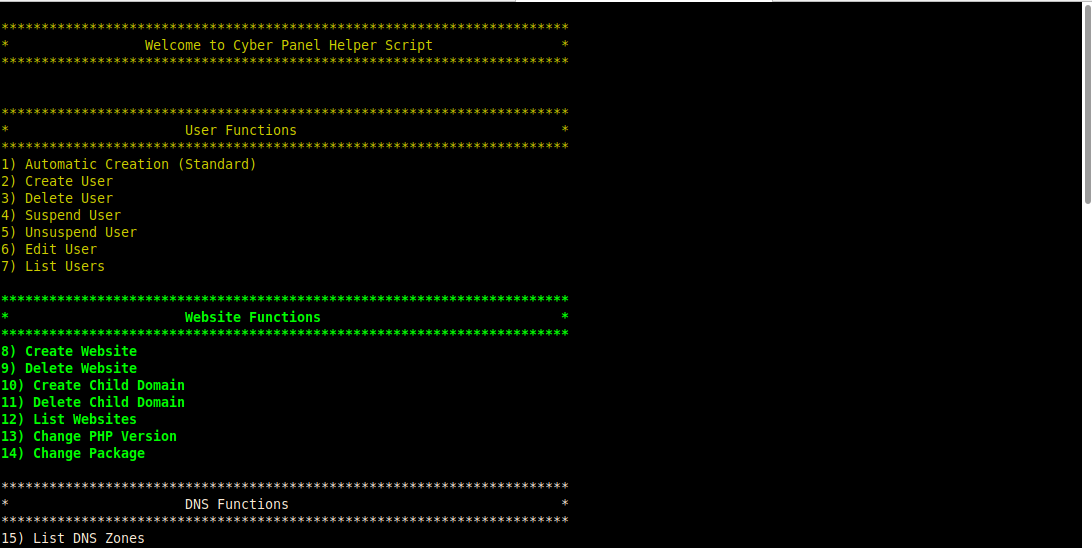 ***********************************************************************
* Welcome to Cyber Panel Helper Script *
***********************************************************************
***********************************************************************
* User Functions *
***********************************************************************
1) Automatic Creation (Standard)
2) Create User
3) Delete User
4) Suspend User
5) Unsuspend User
6) Edit User
7) List Users
***********************************************************************
* Website Functions *
***********************************************************************
8) Create Website
9) Delete Website
10) Create Child Domain
11) Delete Child Domain
12) List Websites
13) Change PHP Version
14) Change Package
***********************************************************************
* DNS Functions *
***********************************************************************
15) List DNS Zones